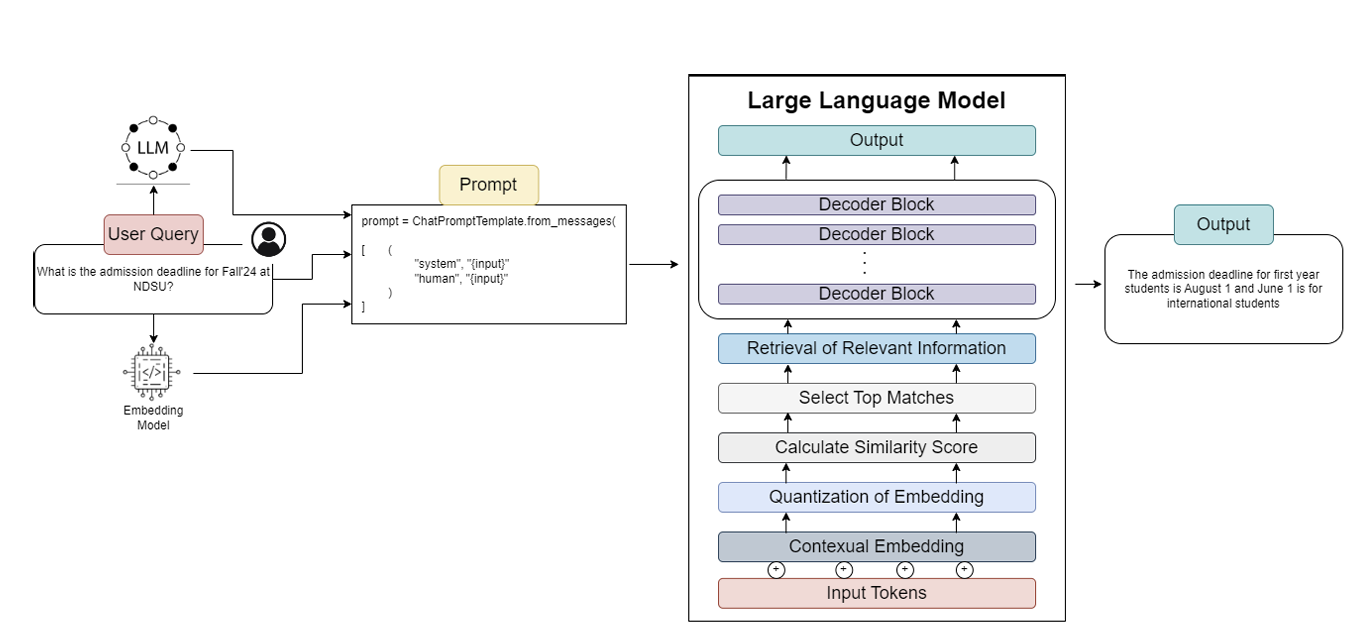 LLM
User Query
What is the admission deadline for Fall'24 at
NDSU?
</>
Embedding
Model
Prompt
prompt = ChatPromptTemplate.from_messages(
[ (
"system", "{input}"
"human", "{input}"
)
]
Large Language Model
Output
Decoder Block
Decoder Block
Decoder Block
Retrieval of Relevant Information
Select Top Matches
Calculate Similarity Score
Quantization of Embedding
Contexual Embedding
+ + + +
Input Tokens
Output
The admission deadline for first year
students is August 1 and June 1 is for
international students